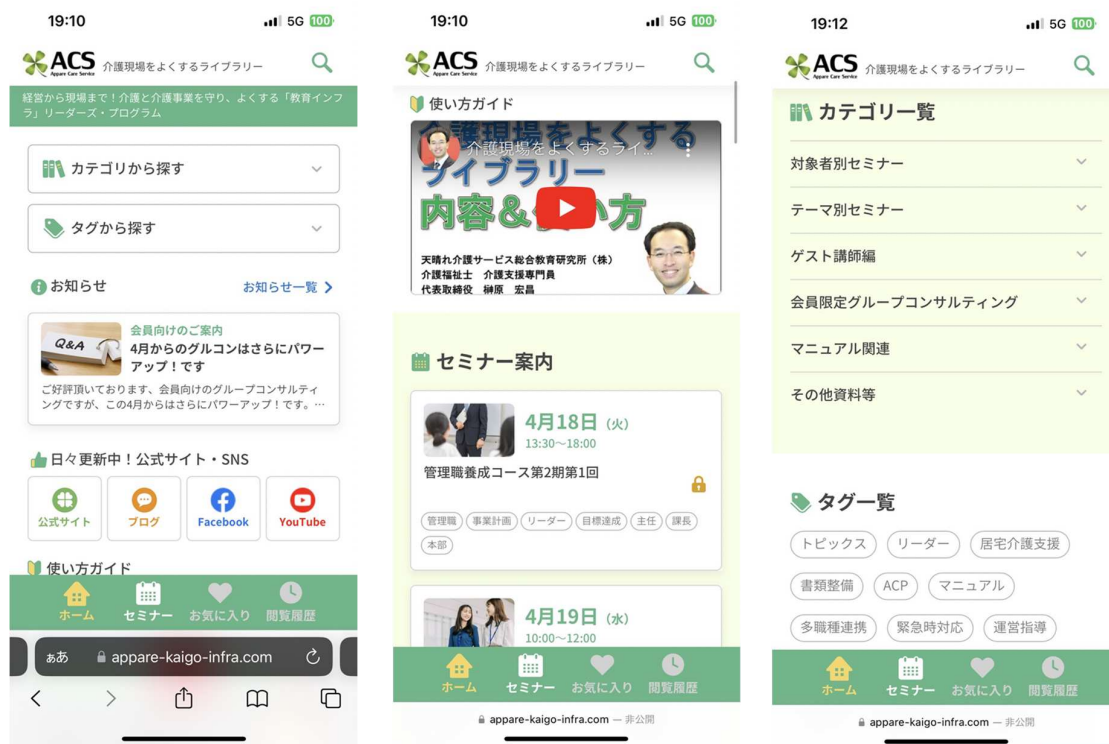 19:10
5G 100
ACS
Appare Care Service
介護現場をよくするライブラリー
経営から現場まで！介護と介護事業を守り、よくする「教育インフ
ラ」リーダーズ・プログラム
カテゴリから探す
タグから探す
お知らせ
お知らせ一覧
Q&A
会員向けのご案内
4月からのグルコンはさらにパワー
アップ！です
ご好評頂いております、会員向けのグループコンサルティ
ングですが、この4月からはさらにパワーアップ！です。…
日々更新中！公式サイト・SNS
公式サイト
ブログ
Facebook
YouTube
使い方ガイド
ホーム
セミナー
お気に入り
閲覧履歴
ぁあ
appare-kaigo-infra.com
19:10
5G 100
ACS
Appare Care Service
介護現場をよくするライブラリー
使い方ガイド
介護現場をよくする
介護現場をよくするライ...
ライブラリー
内容&使い方
天晴れ介護サービス総合教育研究所（株）
介護福祉士 介護支援専門員
代表取締役 榊原 宏昌
セミナー案内
4月18日（火）
13:30～18:00
管理職養成コース第2期第1回
管理職
事業計画
リーダー
目標達成
主任
課長
本部
4月19日（水）
10:00～12:00
ホーム
セミナー
お気に入り
閲覧履歴
appare-kaigo-infra.com — 非公開
19:12
5G 100
ACS
Appare Care Service
介護現場をよくするライブラリー
カテゴリ一覧
対象者別セミナー
テーマ別セミナー
ゲスト講師編
会員限定グループコンサルティング
マニュアル関連
その他資料等
タグ一覧
トピックス
リーダー
居宅介護支援
書類整備
ACP
マニュアル
多職種連携
緊急時対応
運営指導
ホーム
セミナー
お気に入り
閲覧履歴
appare-kaigo-infra.com — 非公開